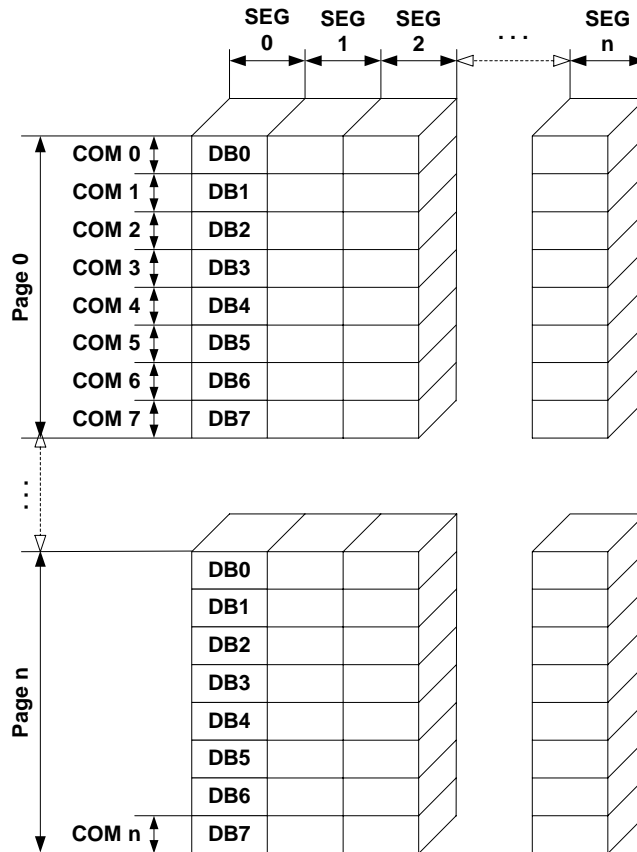 SEG 0 SEG 1 SEG 2 . . . SEG n
Page 0
COM 0 DB0
COM 1 DB1
COM 2 DB2
COM 3 DB3
COM 4 DB4
COM 5 DB5
COM 6 DB6
COM 7 DB7
. . .
Page n
DB0
DB1
DB2
DB3
DB4
DB5
DB6
COM n DB7